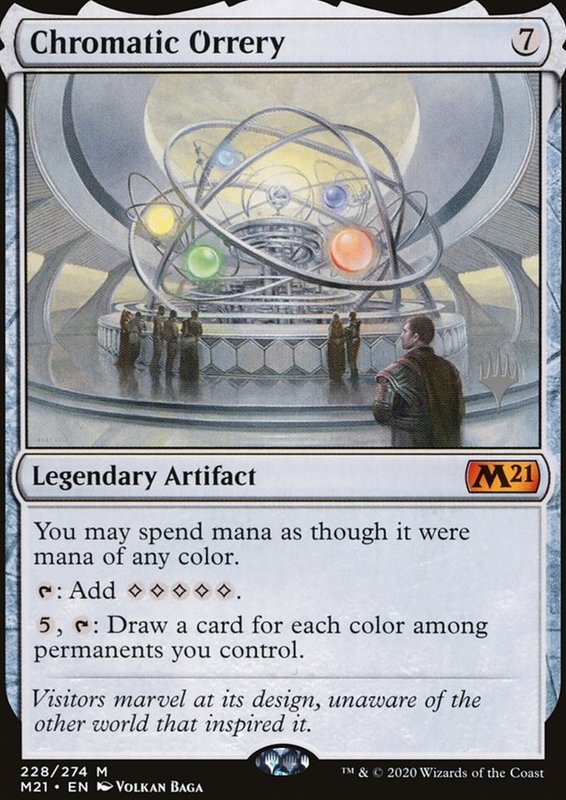 Chromatic Orrery 7
Legendary Artifact M21
You may spend mana as though it were
mana of any color.
: Add .
5, : Draw a card for each color among
permanents you control.
Visitors marvel at its design, unaware of the
other world that inspired it.
228/274 M
M21 • EN Volkan Baga
™ & © 2020 Wizards of the Coast